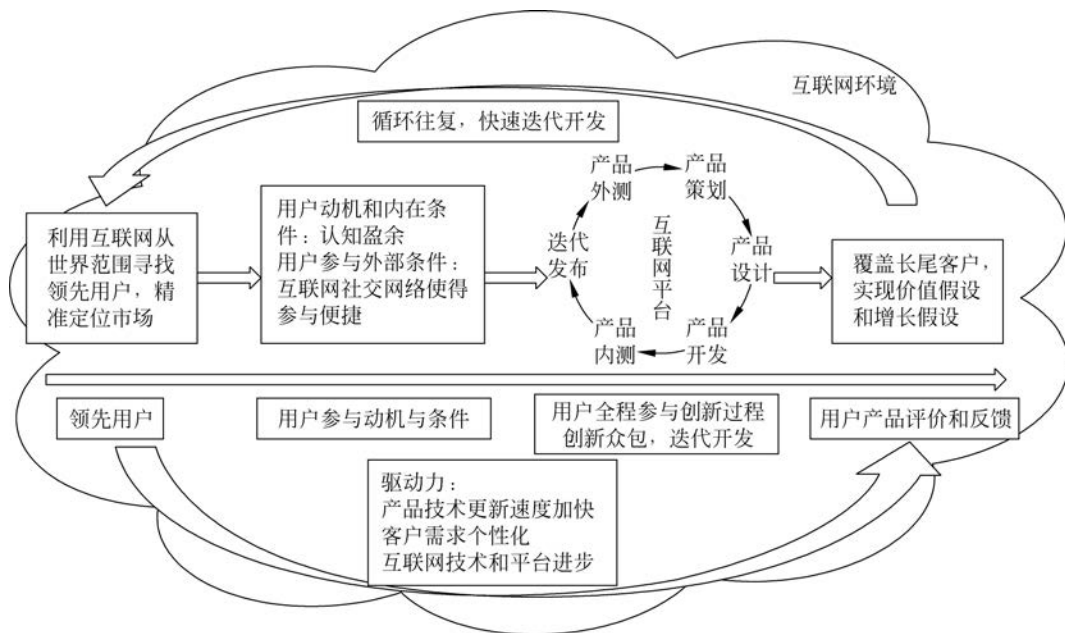 互联网环境
循环往复，快速迭代开发
利用互联网从
世界范围寻找
领先用户，精
准定位市场
用户动机和内在条
件：认知盈余
用户参与外部条件：
互联网社交网络使得
参与便捷
产品
外测
产品
策划
产品
设计
产品
开发
产品
内测
迭代
发布
互联网平台
覆盖长尾客户，
实现价值假设
和增长假设
领先用户
用户参与动机与条件
用户全程参与创新过程
创新众包，迭代开发
用户产品评价和反馈
驱动力：
产品技术更新速度加快
客户需求个性化
互联网技术和平台进步